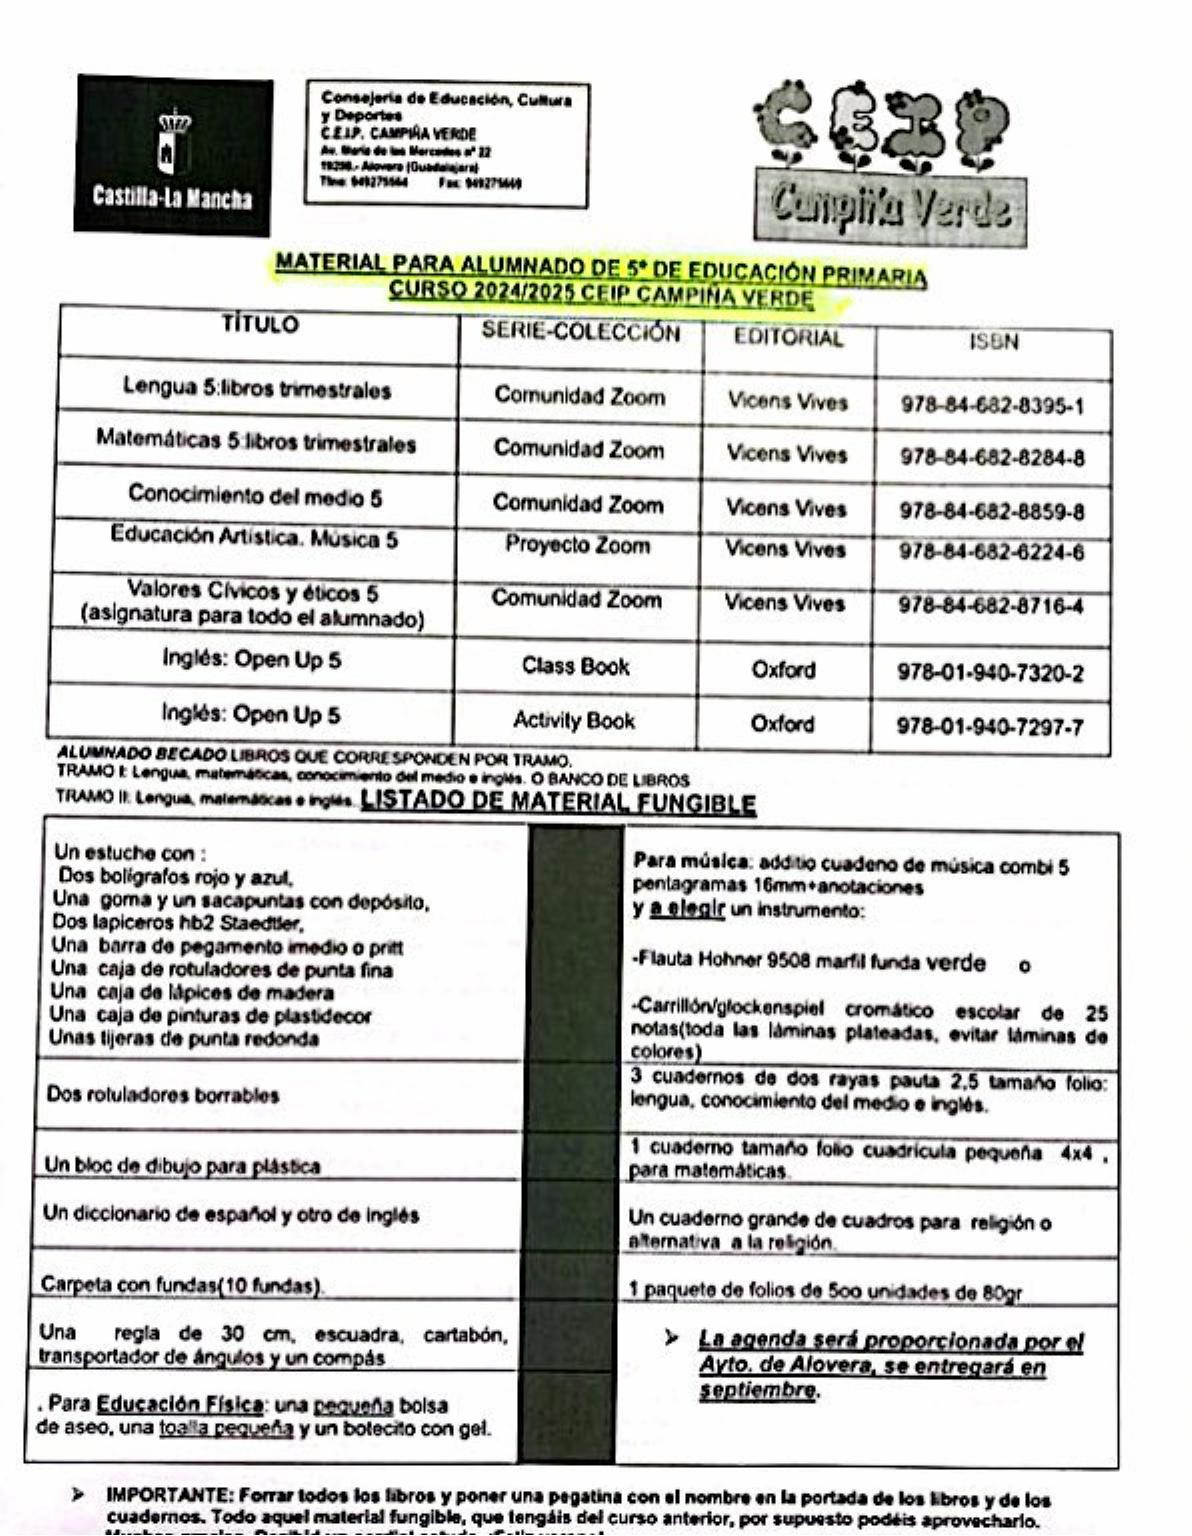 Castilla-La Mancha
Consejería de Educación, Cultura
y Deportes
C.E.I.P. CAMPIÑA VERDE
Av. María de las Mercedes nº 22
19208.- Alovera (Guadalajara)
Fax: 949275669
CEIP
Campiña Verde
MATERIAL PARA ALUMNADO DE 5º DE EDUCACIÓN PRIMARIA
CURSO 2024/2025 CEIP CAMPIÑA VERDE
TÍTULO SERIE-COLECCIÓN EDITORIAL ISBN
Lengua 5:libros trimestrales Comunidad Zoom Vicens Vives 978-84-682-8395-1
Matemáticas 5:libros trimestrales Comunidad Zoom Vicens Vives 978-84-682-8284-8
Conocimiento del medio 5 Comunidad Zoom Vicens Vives 978-84-682-8859-8
Educación Artística. Música 5 Proyecto Zoom Vicens Vives 978-84-682-6224-6
Valores Cívicos y éticos 5
(asignatura para todo el alumnado) Comunidad Zoom Vicens Vives 978-84-682-8716-4
Inglés: Open Up 5 Class Book Oxford 978-01-940-7320-2
Inglés: Open Up 5 Activity Book Oxford 978-01-940-7297-7
ALUMNADO BECADO LIBROS QUE CORRESPONDEN POR TRAMO.
TRAMO I: Lengua, matemáticas, conocimiento del medio e inglés. O BANCO DE LIBROS
TRAMO II: Lengua, matemáticas e inglés. LISTADO DE MATERIAL FUNGIBLE
Un estuche con :
Dos bolígrafos rojo y azul,
Una goma y un sacapuntas con depósito,
Dos lapiceros hb2 Staedtler,
Una barra de pegamento imedio o pritt
Una caja de rotuladores de punta fina
Una caja de lápices de madera
Una caja de pinturas de plastidecor
Unas tijeras de punta redonda
Dos rotuladores borrables
Un bloc de dibujo para plástica
Un diccionario de español y otro de inglés
Carpeta con fundas(10 fundas).
Una regla de 30 cm, escuadra, cartabón,
transportador de ángulos y un compás
. Para Educación Física: una pequeña bolsa
de aseo, una toalla pequeña y un botecito con gel.
Para música: additio cuadeno de música combi 5
pentagramas 16mm+anotaciones
y a elegir un instrumento:
-Flauta Hohner 9508 marfil funda verde o
-Carrillón/glockenspiel cromático escolar de 25
notas(toda las láminas plateadas, evitar láminas de
colores)
3 cuadernos de dos rayas pauta 2,5 tamaño folio:
lengua, conocimiento del medio e inglés.
1 cuaderno tamaño folio cuadrícula pequeña 4x4 ,
para matemáticas.
Un cuaderno grande de cuadros para religión o
alternativa a la religión.
1 paquete de folios de 5oo unidades de 80gr
➢ La agenda será proporcionada por el
Ayto. de Alovera, se entregará en
septiembre.
➢ IMPORTANTE: Forrar todos los libros y poner una pegatina con el nombre en la portada de los libros y de los
cuadernos. Todo aquel material fungible, que tengáis del curso anterior, por supuesto podéis aprovecharlo.